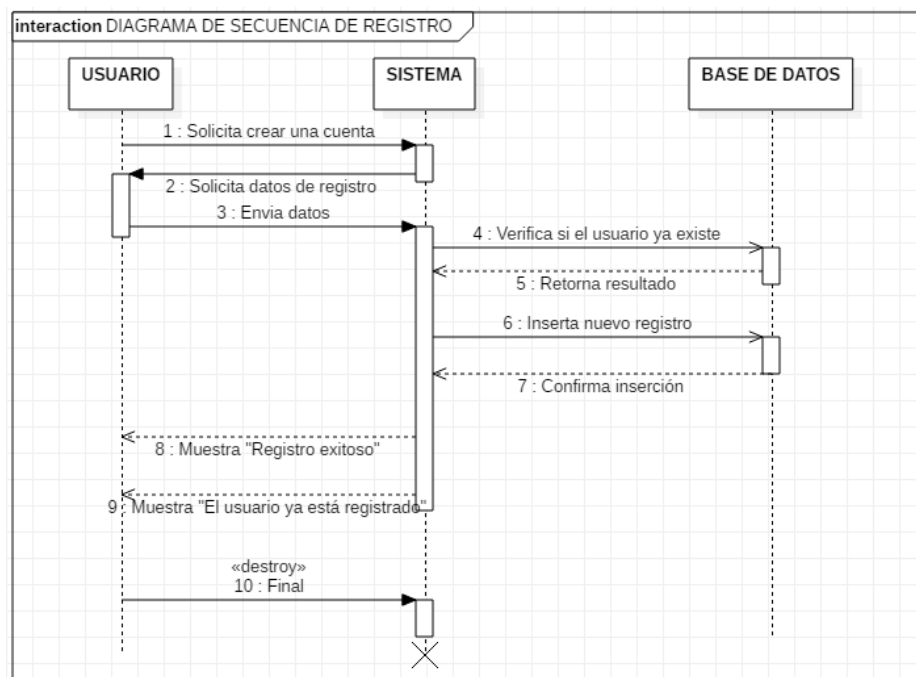 interaction DIAGRAMA DE SECUENCIA DE REGISTRO
USUARIO
SISTEMA
BASE DE DATOS
1 : Solicita crear una cuenta
2 : Solicita datos de registro
3 : Envia datos
4 : Verifica si el usuario ya existe
5 : Retorna resultado
6 : Inserta nuevo registro
7 : Confirma inserción
8 : Muestra "Registro exitoso"
9 : Muestra "El usuario ya está registrado"
«destroy»
10 : Final